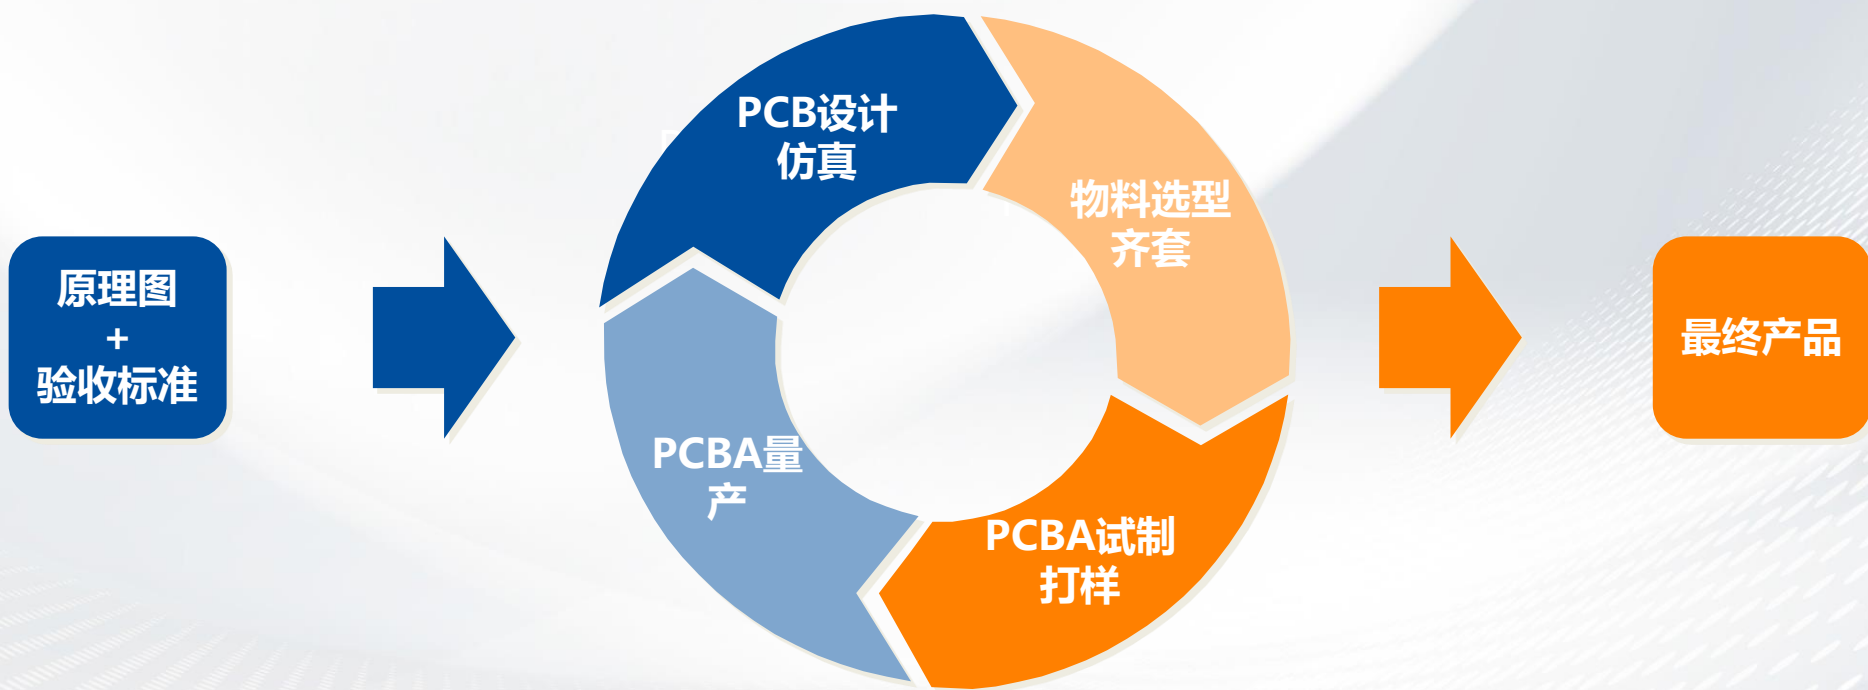 原理图
+
验收标准
PCB设计
仿真
物料选型
齐套
PCBA试制
打样
PCBA量
产
最终产品